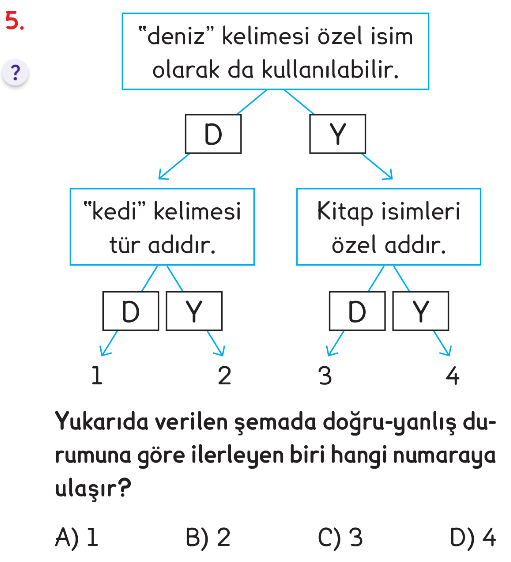 5.
?
"deniz" kelimesi özel isim
olarak da kullanılabilir.
D Y
"kedi" kelimesi
tür adıdır.
Kitap isimleri
özel addır.
D Y D Y
1 2 3 4
Yukarıda verilen şemada doğru-yanlış du-
rumuna göre ilerleyen biri hangi numaraya
ulaşır?
A) 1 B) 2 C) 3 D) 4